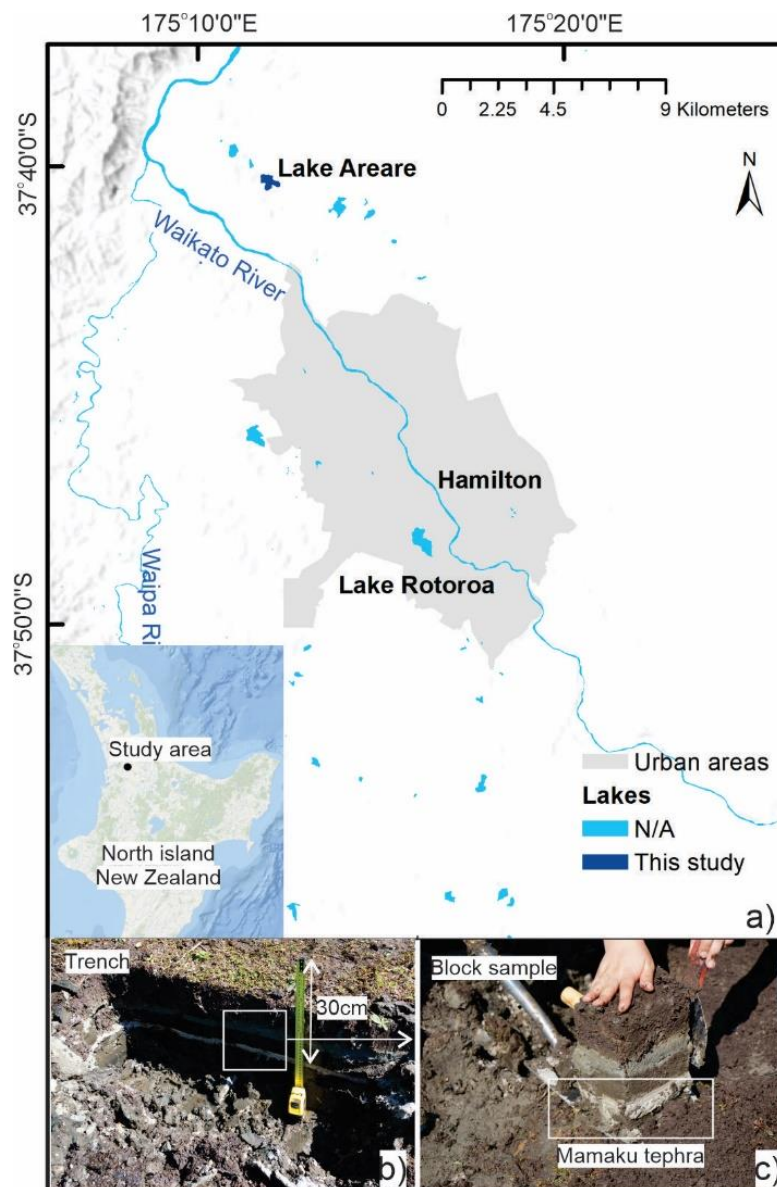 175°10'0"E
175°20'0"E
0 2.25 4.5 9 Kilometers
37°40'0"S
Lake Areare
N
Waikato River
Hamilton
Lake Rotoroa
37°50'0"S
Waipa Ri
Study area
North island
New Zealand
Urban areas
Lakes
N/A
This study
a)
Trench
30cm
b)
Block sample
Mamaku tephra
c)